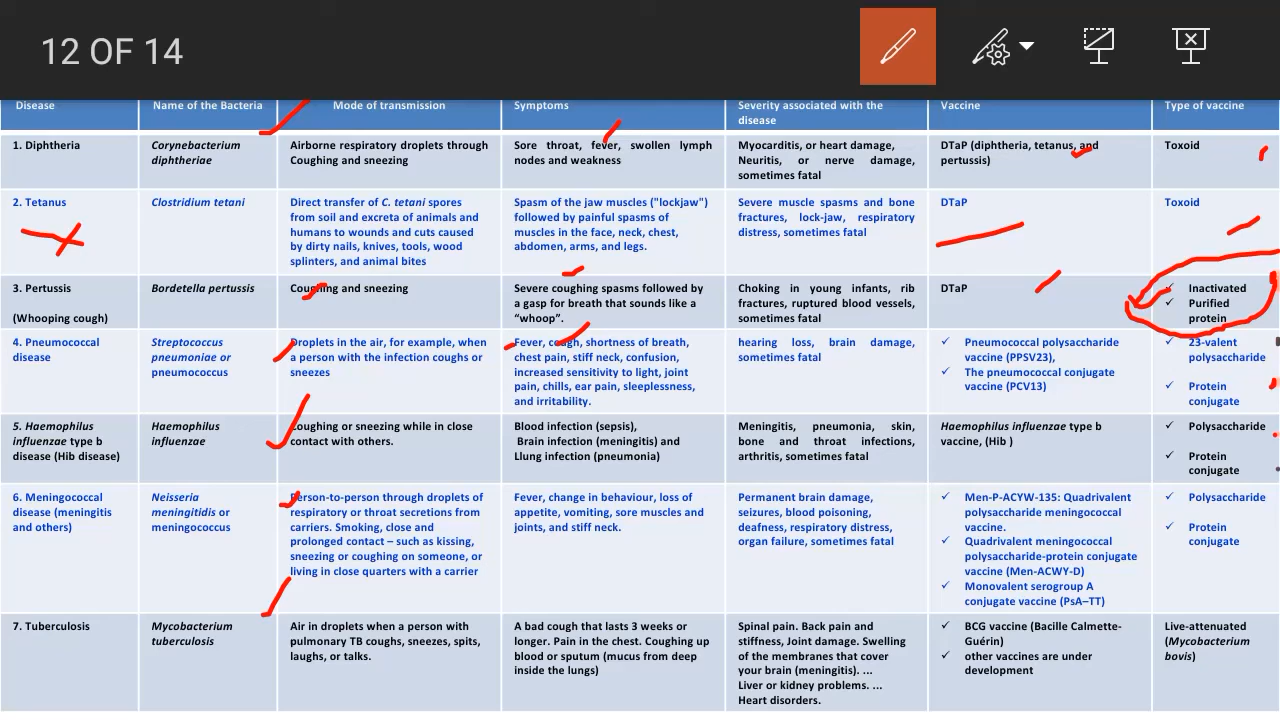 12 OF 14
Disease
Name of the Bacteria
Mode of transmission
Symptoms
Severity associated with the
disease
Vaccine
Type of vaccine
1. Diphtheria
Corynebacterium
diphtheriae
Airborne respiratory droplets through
Coughing and sneezing
Sore throat, fever, swollen lymph
nodes and weakness
Myocarditis, or heart damage,
Neuritis, or nerve damage,
sometimes fatal
DTaP (diphtheria, tetanus, and
pertussis)
Toxoid
2. Tetanus
Clostridium tetani
Direct transfer of C. tetani spores
from soil and excreta of animals and
humans to wounds and cuts caused
by dirty nails, knives, tools, wood
splinters, and animal bites
Spasm of the jaw muscles ("lockjaw")
followed by painful spasms of
muscles in the face, neck, chest,
abdomen, arms, and legs.
Severe muscle spasms and bone
fractures, lock-jaw, respiratory
distress, sometimes fatal
DTaP
Toxoid
3. Pertussis
(Whooping cough)
Bordetella pertussis
Coughing and sneezing
Severe coughing spasms followed by
a gasp for breath that sounds like a
“whoop”.
Choking in young infants, rib
fractures, ruptured blood vessels,
sometimes fatal
DTaP
✓ Inactivated
✓ Purified
protein
4. Pneumococcal
disease
Streptococcus
pneumoniae or
pneumococcus
Droplets in the air, for example, when
a person with the infection coughs or
sneezes
Fever, cough, shortness of breath,
chest pain, stiff neck, confusion,
increased sensitivity to light, joint
pain, chills, ear pain, sleeplessness,
and irritability.
hearing loss, brain damage,
sometimes fatal
✓ Pneumococcal polysaccharide
vaccine (PPSV23),
✓ The pneumococcal conjugate
vaccine (PCV13)
✓ 23-valent
polysaccharide
✓ Protein
conjugate
5. Haemophilus
influenzae type b
disease (Hib disease)
Haemophilus
influenzae
Coughing or sneezing while in close
contact with others.
Blood infection (sepsis),
Brain infection (meningitis) and
Llung infection (pneumonia)
Meningitis, pneumonia, skin,
bone and throat infections,
arthritis, sometimes fatal
Haemophilus influenzae type b
vaccine, (Hib )
✓ Polysaccharide
✓ Protein
conjugate
6. Meningococcal
disease (meningitis
and others)
Neisseria
meningitidis or
meningococcus
Person-to-person through droplets of
respiratory or throat secretions from
carriers. Smoking, close and
prolonged contact – such as kissing,
sneezing or coughing on someone, or
living in close quarters with a carrier
Fever, change in behaviour, loss of
appetite, vomiting, sore muscles and
joints, and stiff neck.
Permanent brain damage,
seizures, blood poisoning,
deafness, respiratory distress,
organ failure, sometimes fatal
✓ Men-P-ACYW-135: Quadrivalent
polysaccharide meningococcal
vaccine.
✓ Quadrivalent meningococcal
polysaccharide-protein conjugate
vaccine (Men-ACWY-D)
✓ Monovalent serogroup A
conjugate vaccine (PsA–TT)
✓ Polysaccharide
✓ Protein
conjugate
7. Tuberculosis
Mycobacterium
tuberculosis
Air in droplets when a person with
pulmonary TB coughs, sneezes, spits,
laughs, or talks.
A bad cough that lasts 3 weeks or
longer. Pain in the chest. Coughing up
blood or sputum (mucus from deep
inside the lungs)
Spinal pain. Back pain and
stiffness, Joint damage. Swelling
of the membranes that cover
your brain (meningitis). ...
Liver or kidney problems. ...
Heart disorders.
✓ BCG vaccine (Bacille Calmette-
Guérin)
✓ other vaccines are under
development
Live-attenuated
(Mycobacterium
bovis)